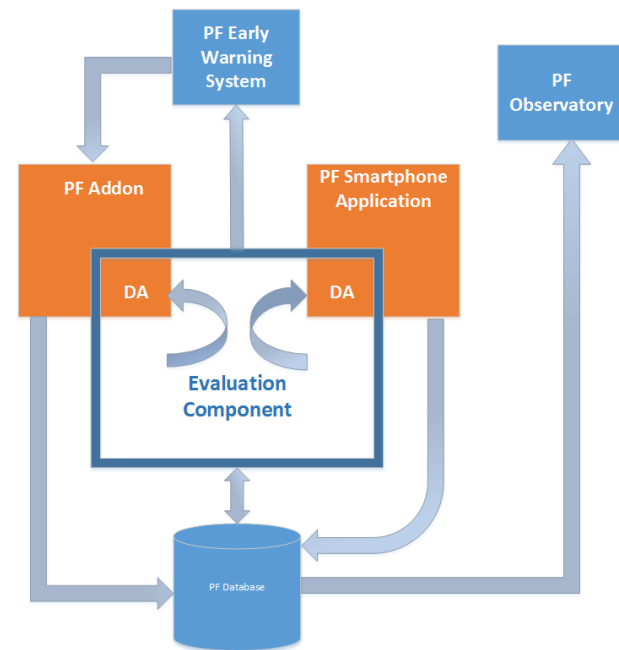 PF Early
Warning
System
PF
Observatory
PF Addon
PF Smartphone
Application
DA
DA
Evaluation
Component
PF Database